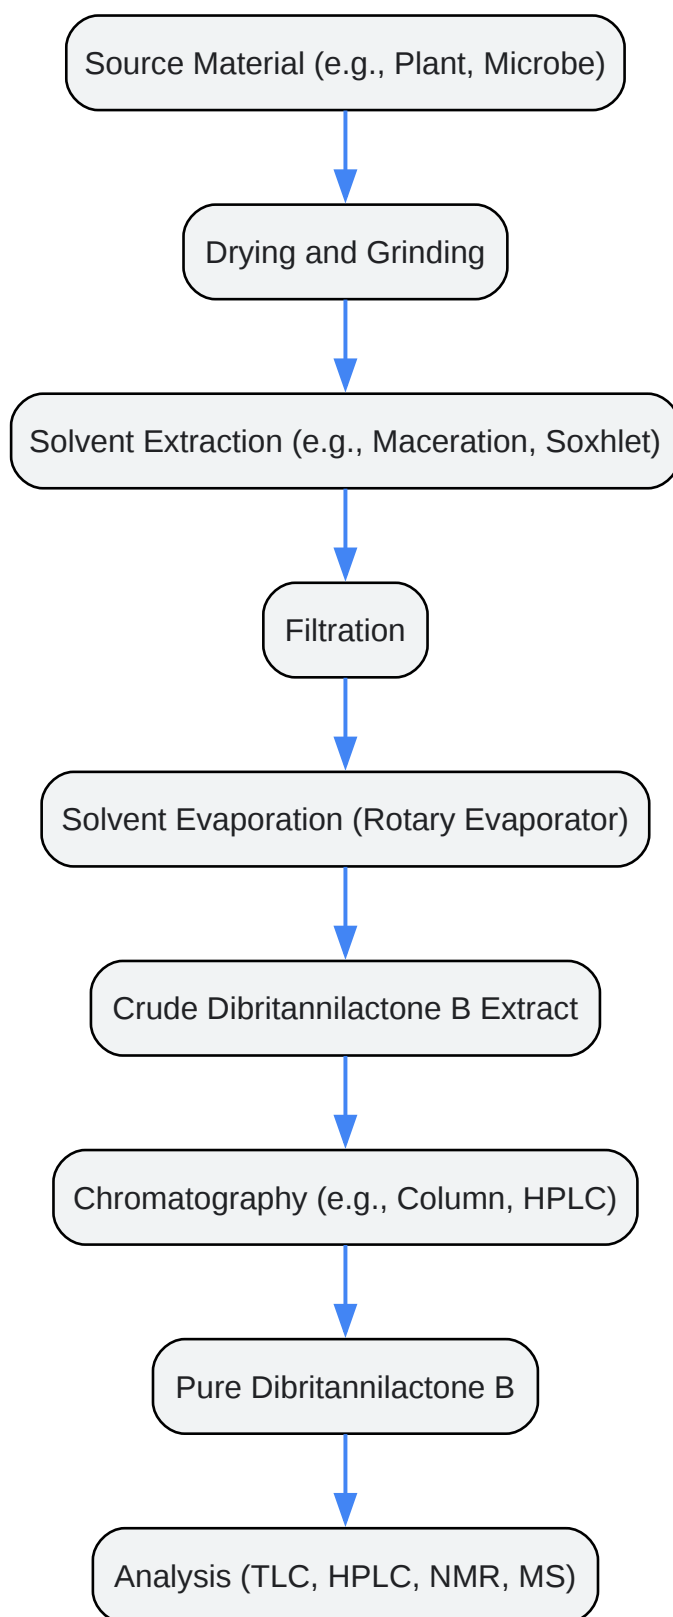 Source Material (e.g., Plant, Microbe)
Drying and Grinding
Solvent Extraction (e.g., Maceration, Soxhlet)
Filtration
Solvent Evaporation (Rotary Evaporator)
Crude Dibritannilactone B Extract
Chromatography (e.g., Column, HPLC)
Pure Dibritannilactone B
Analysis (TLC, HPLC, NMR, MS)